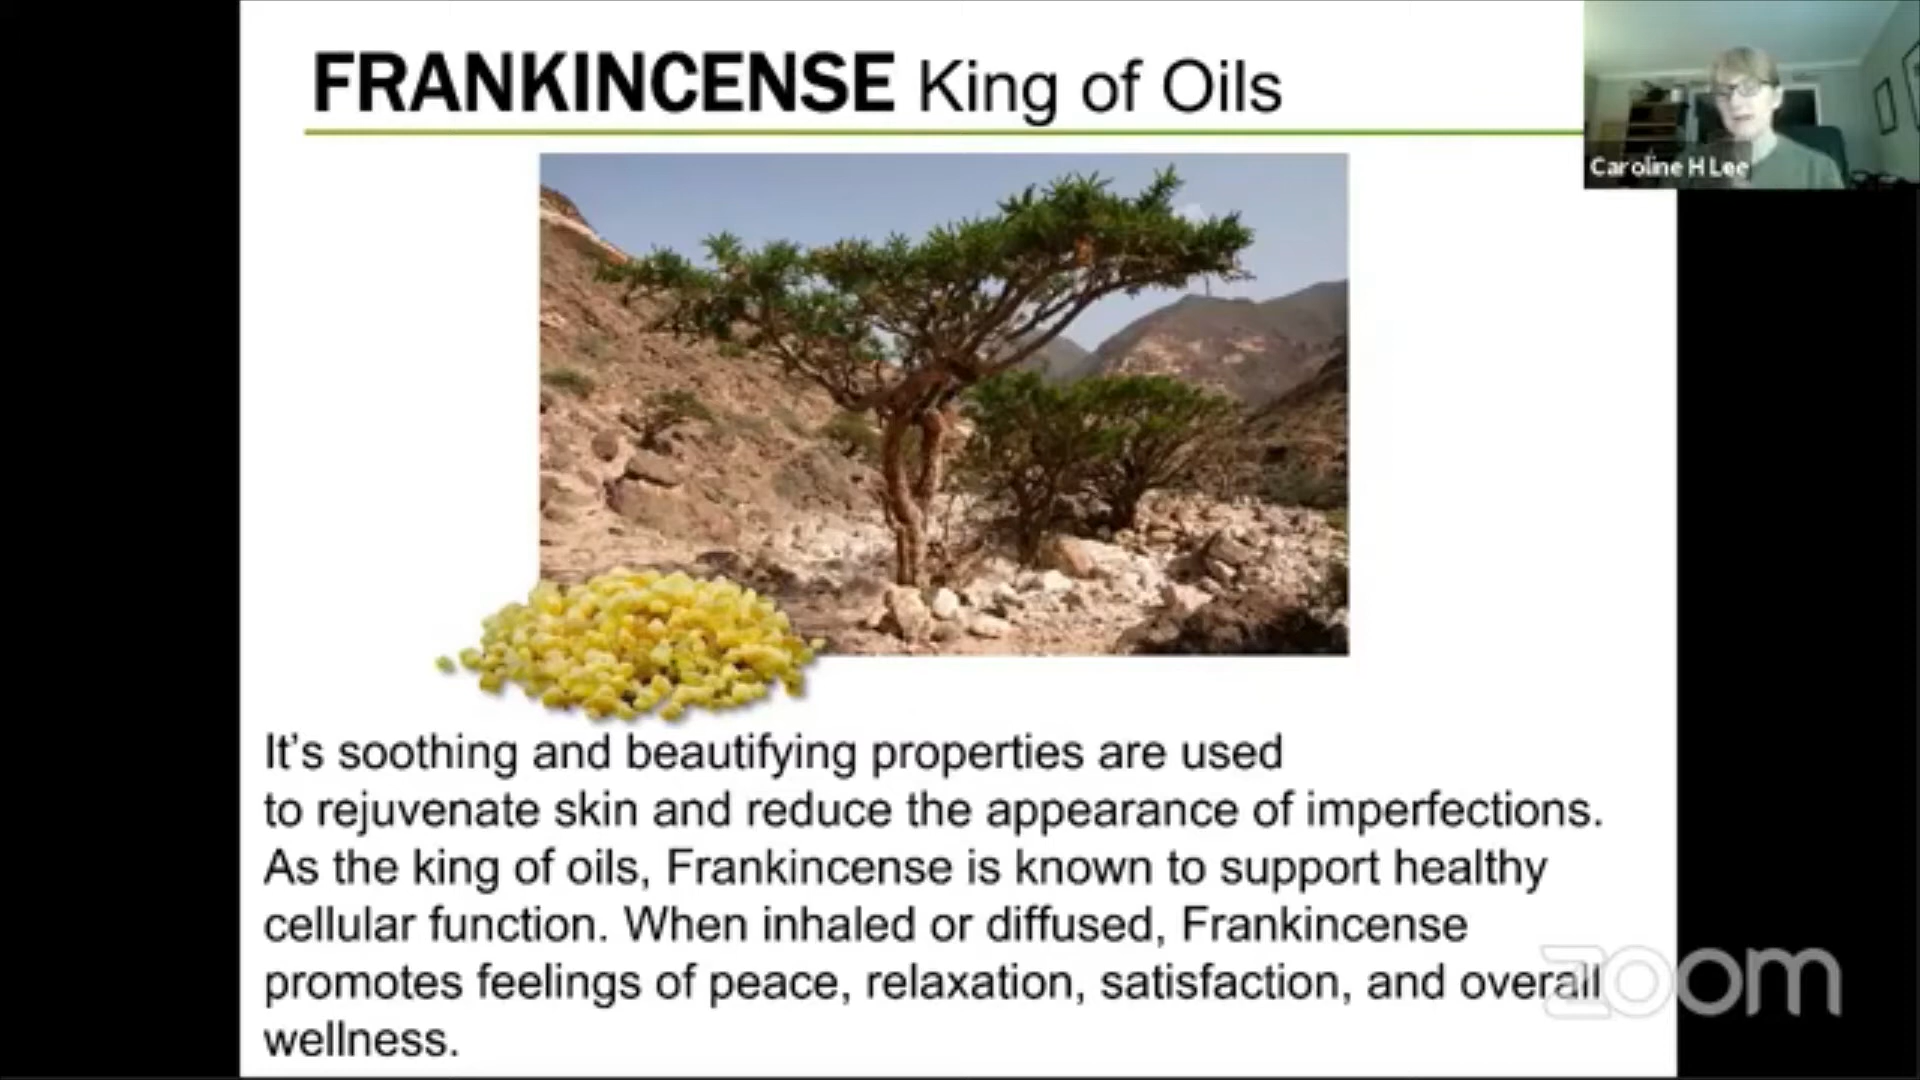 FRANKINCENSE King of Oils
Caroline H Lee
It's soothing and beautifying properties are used
to rejuvenate skin and reduce the appearance of imperfections.
As the king of oils, Frankincense is known to support healthy
cellular function. When inhaled or diffused, Frankincense
promotes feelings of peace, relaxation, satisfaction, and overall
wellness.
zoom